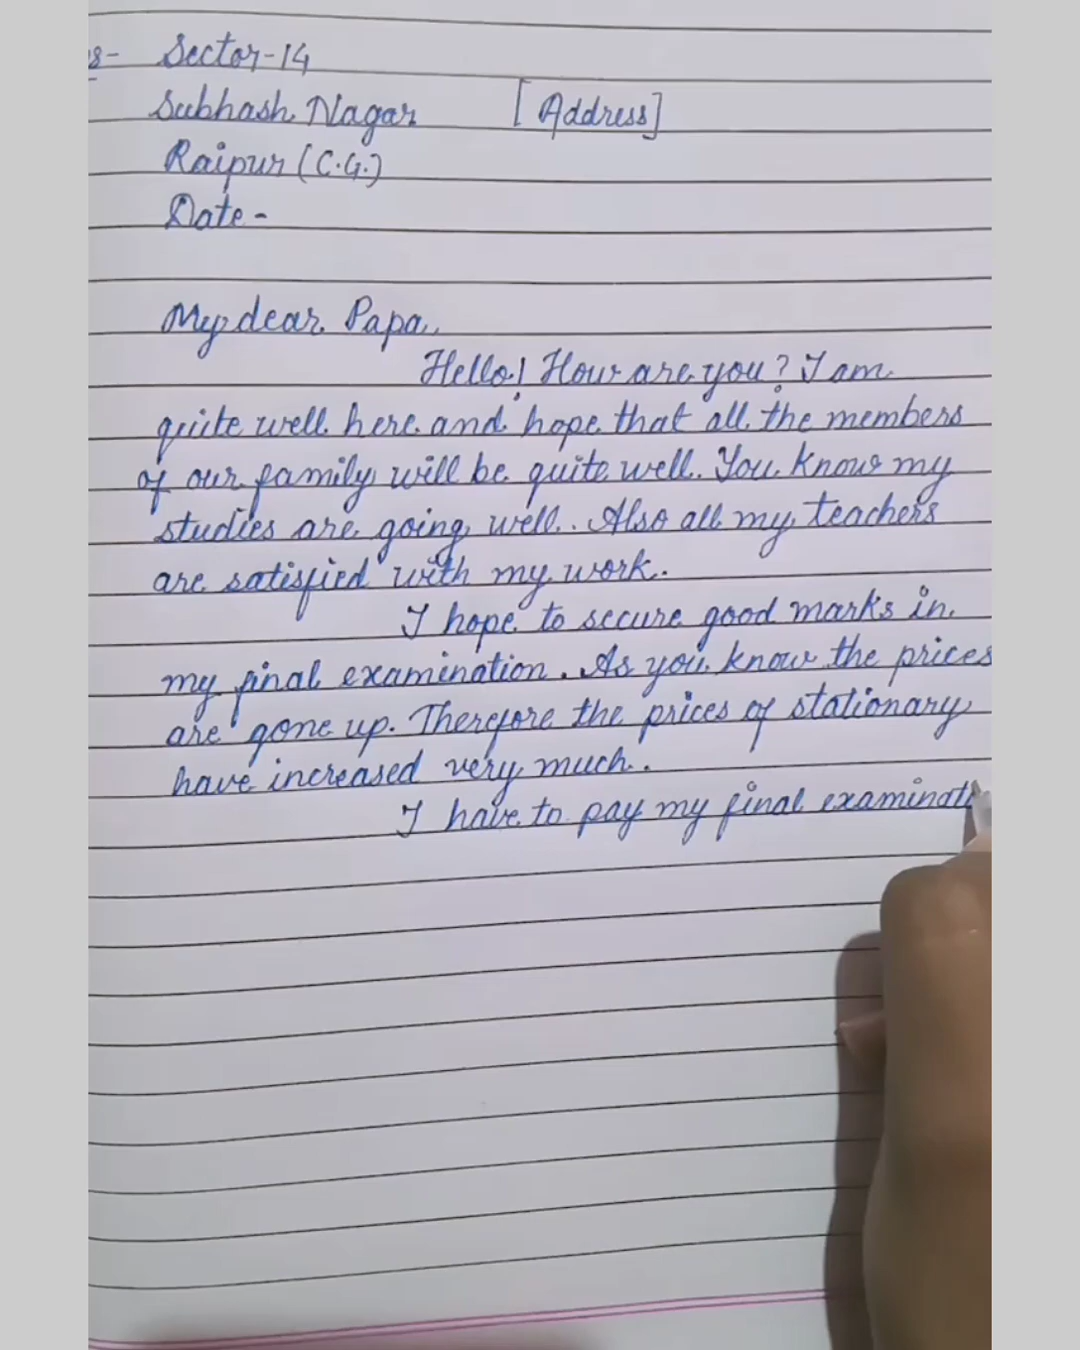 Sector-14
Subhash Nagar [Address]
Raipur (C.G.)
Date-
My dear Papa,
Hello! How are you? I am
quite well here and hope that all the members
of our family will be quite well. You know my
studies are going well. Also all my teachers
are satisfied with my work.
I hope to secure good marks in
my final examination. As you know the prices
are gone up. Therefore the prices of stationary
have increased very much.
I have to pay my final examinati